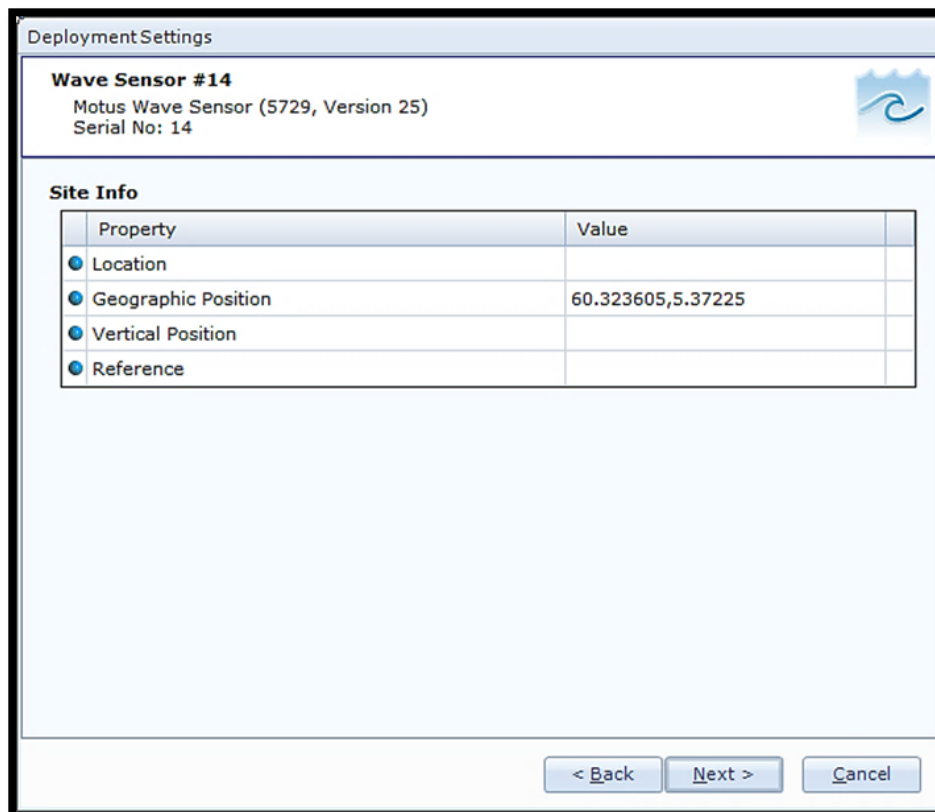 Deployment Settings
Wave Sensor #14
Motus Wave Sensor (5729, Version 25)
Serial No: 14
Site Info
Property Value
Location
Geographic Position 60.323605,5.37225
Vertical Position
Reference
< Back Next > Cancel